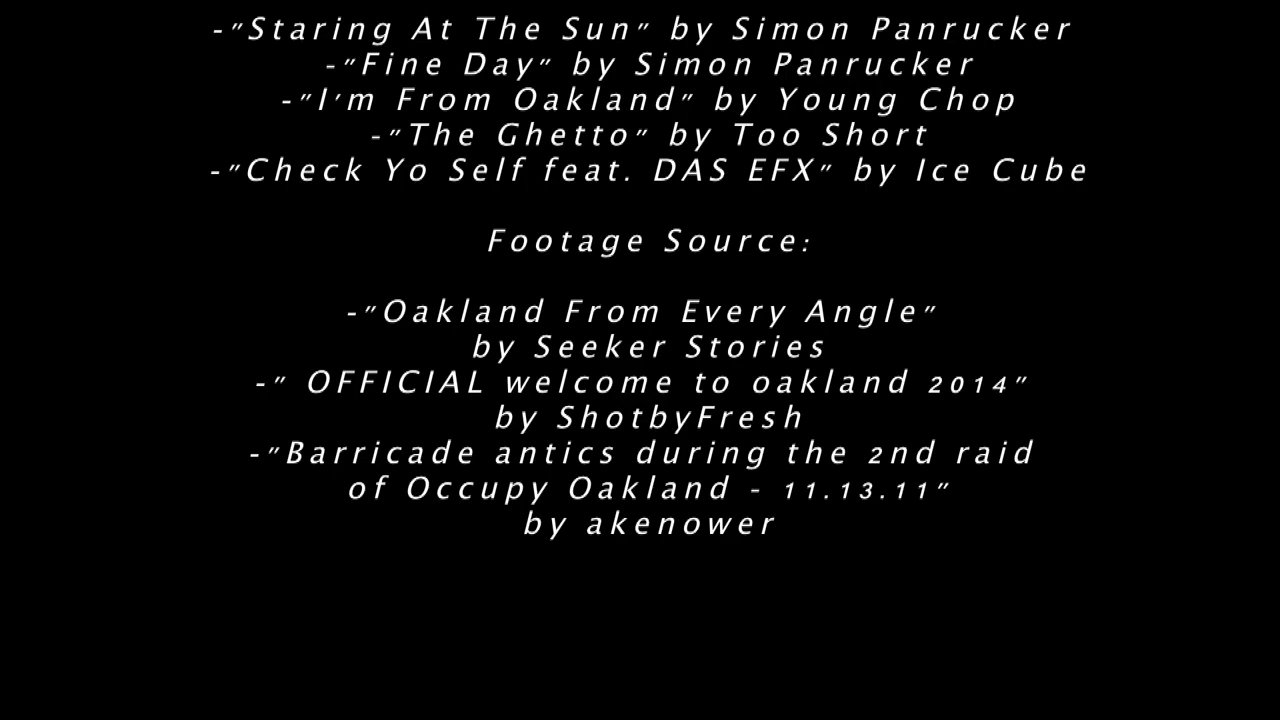 -"Staring At The Sun" by Simon Panrucker
-"Fine Day" by Simon Panrucker
-"I'm From Oakland" by Young Chop
-"The Ghetto" by Too Short
-"Check Yo Self feat. DAS EFX" by Ice Cube
Footage Source:
-"Oakland From Every Angle"
by Seeker Stories
-" OFFICIAL welcome to oakland 2014"
by ShotbyFresh
-"Barricade antics during the 2nd raid
of Occupy Oakland - 11.13.11"
by akenower